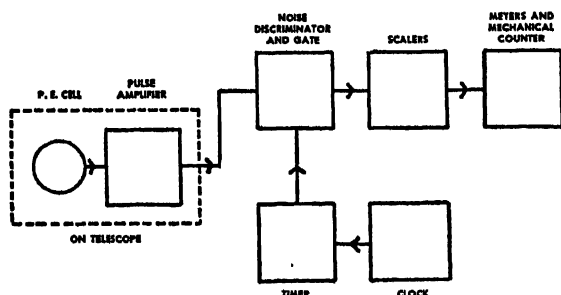 NOISE
DISCRIMINATOR
AND GATE
SCALERS
METERS AND
MECHANICAL
COUNTER
P. E. CELL
PULSE
AMPLIFIER
ON TELESCOPE
TIMER
CLOCK